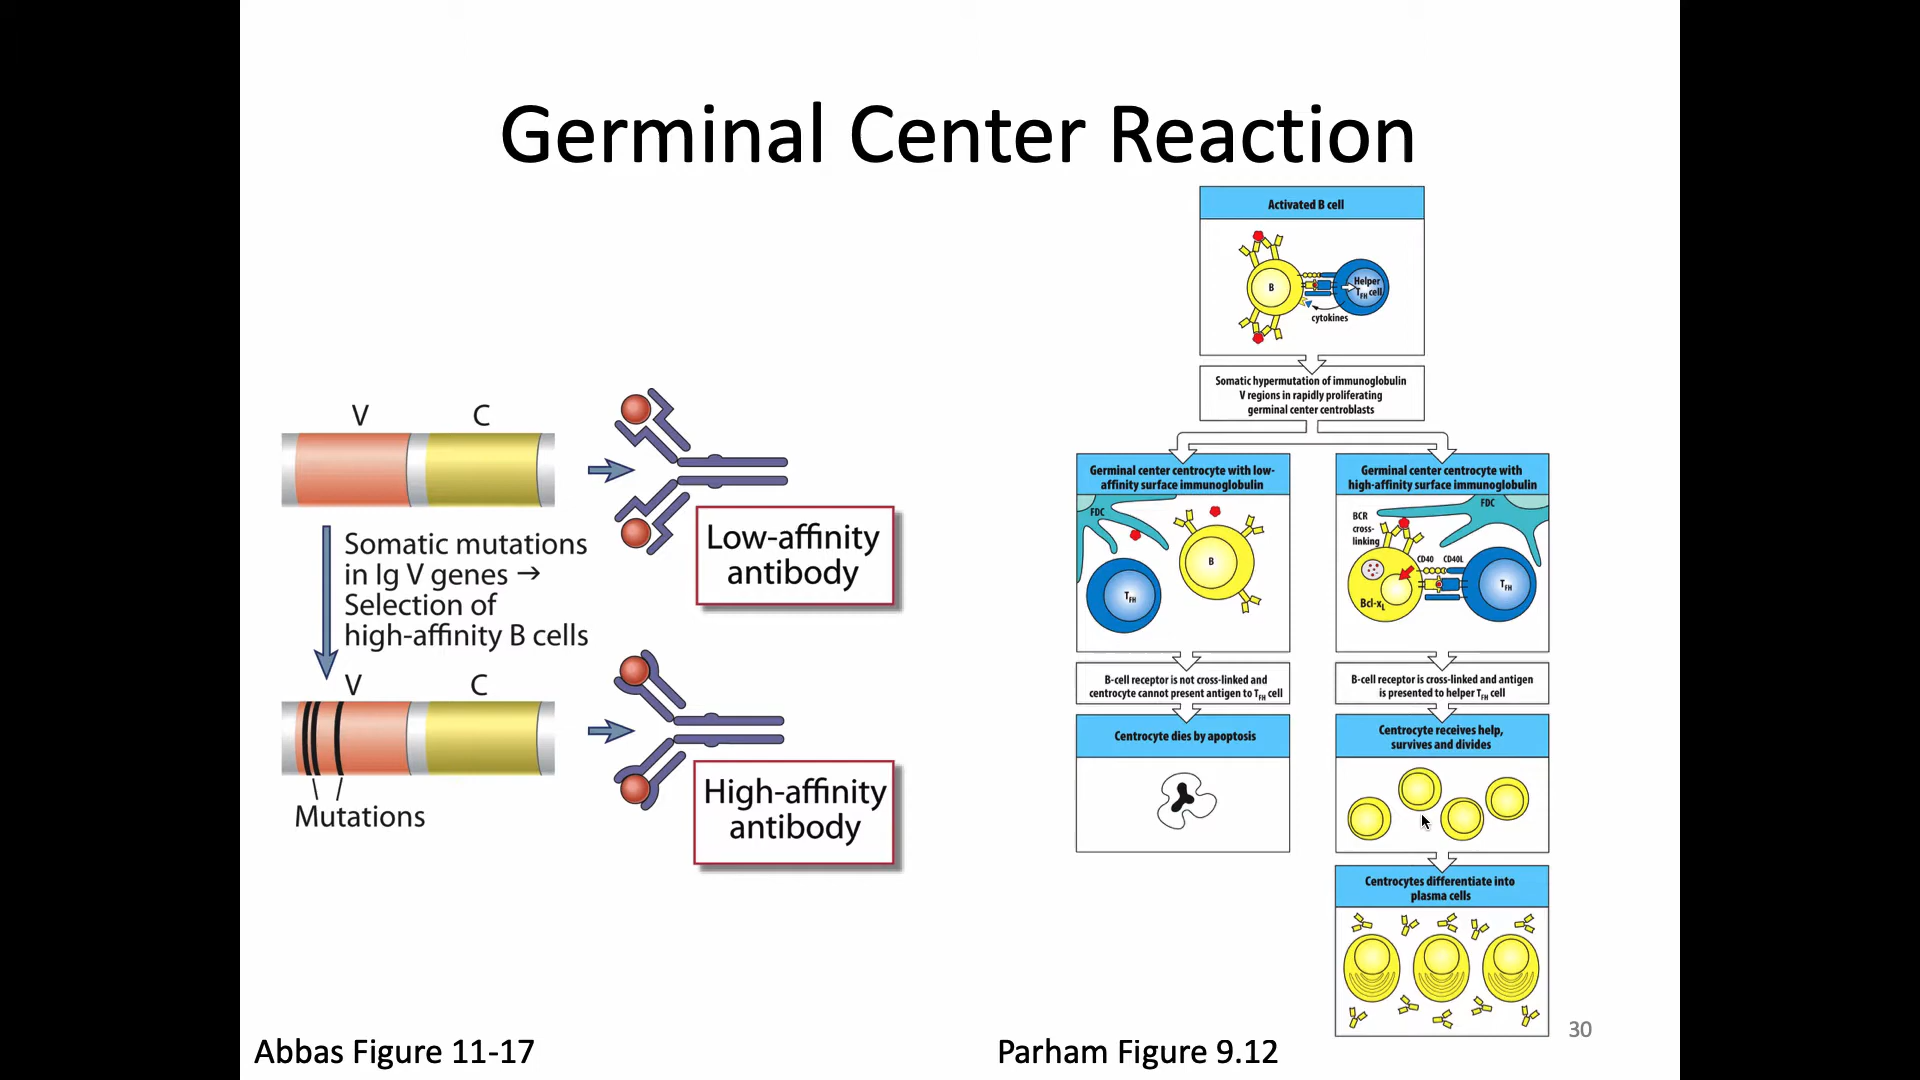 Germinal Center Reaction
V
C
Low-affinity
antibody
Somatic mutations
in Ig V genes →
Selection of
high-affinity B cells
V
C
Mutations
High-affinity
antibody
Abbas Figure 11-17
Activated B cell
B
Helper
TFH cell
cytokines
Somatic hypermutation of immunoglobulin
V regions in rapidly proliferating
germinal center centroblasts
Germinal center centrocyte with low-
affinity surface immunoglobulin
FDC
B
TFH
B-cell receptor is not cross-linked and
centrocyte cannot present antigen to TFH cell
Centrocyte dies by apoptosis
Germinal center centrocyte with
high-affinity surface immunoglobulin
FDC
BCR
cross-
linking
CD40 CD40L
Bcl-xL
TFH
B-cell receptor is cross-linked and antigen
is presented to helper TFH cell
Centrocyte receives help,
survives and divides
Centrocytes differentiate into
plasma cells
Parham Figure 9.12
30